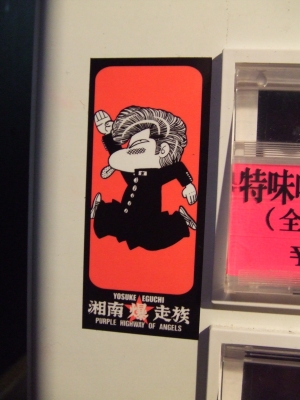 YOSUKE EGUCHI
湘南爆走族
PURPLE HIGHWAY OF ANGELS
特味
(全